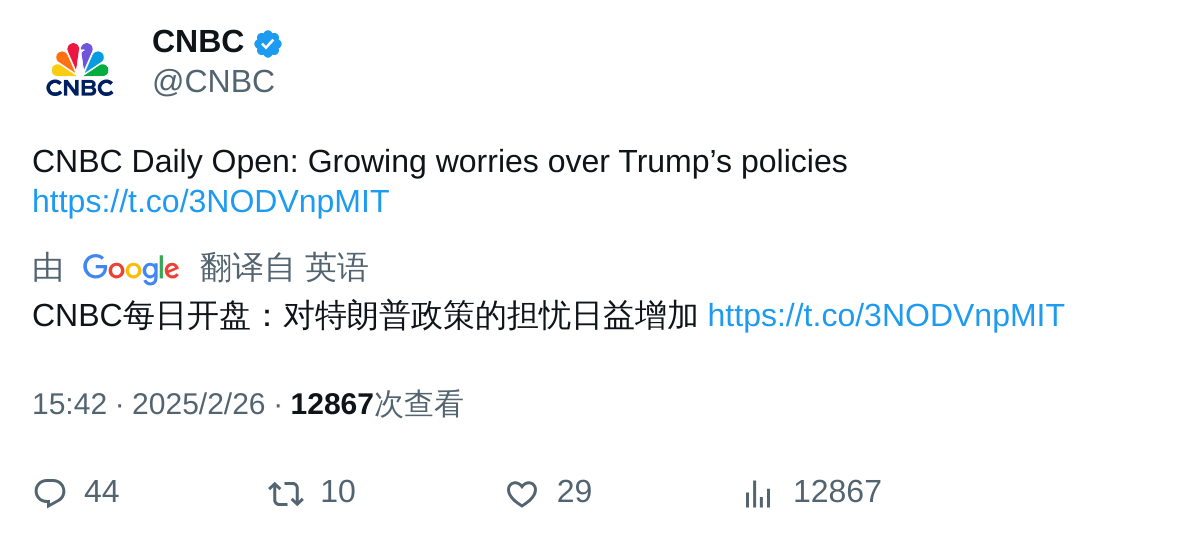 CNBC
CNBC
@CNBC
CNBC Daily Open: Growing worries over Trump’s policies
https://t.co/3NODVnpMIT
由 Google 翻译自 英语
CNBC每日开盘：对特朗普政策的担忧日益增加 https://t.co/3NODVnpMIT
15:42 · 2025/2/26 · 12867次查看
44 10 29 12867